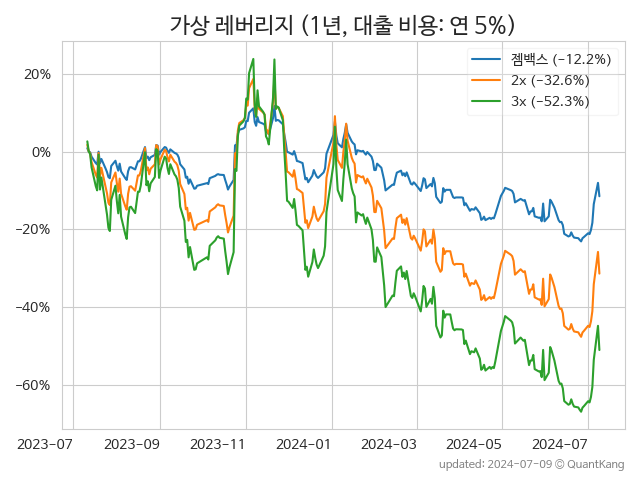 가상 레버리지 (1년, 대출 비용: 연 5%)
젬백스 (−12.2%)
2x (−32.6%)
3x (−52.3%)
20%
0%
−20%
−40%
−60%
2023-07
2023-09
2023-11
2024-01
2024-03
2024-05
2024-07
updated: 2024-07-09 © QuantKang